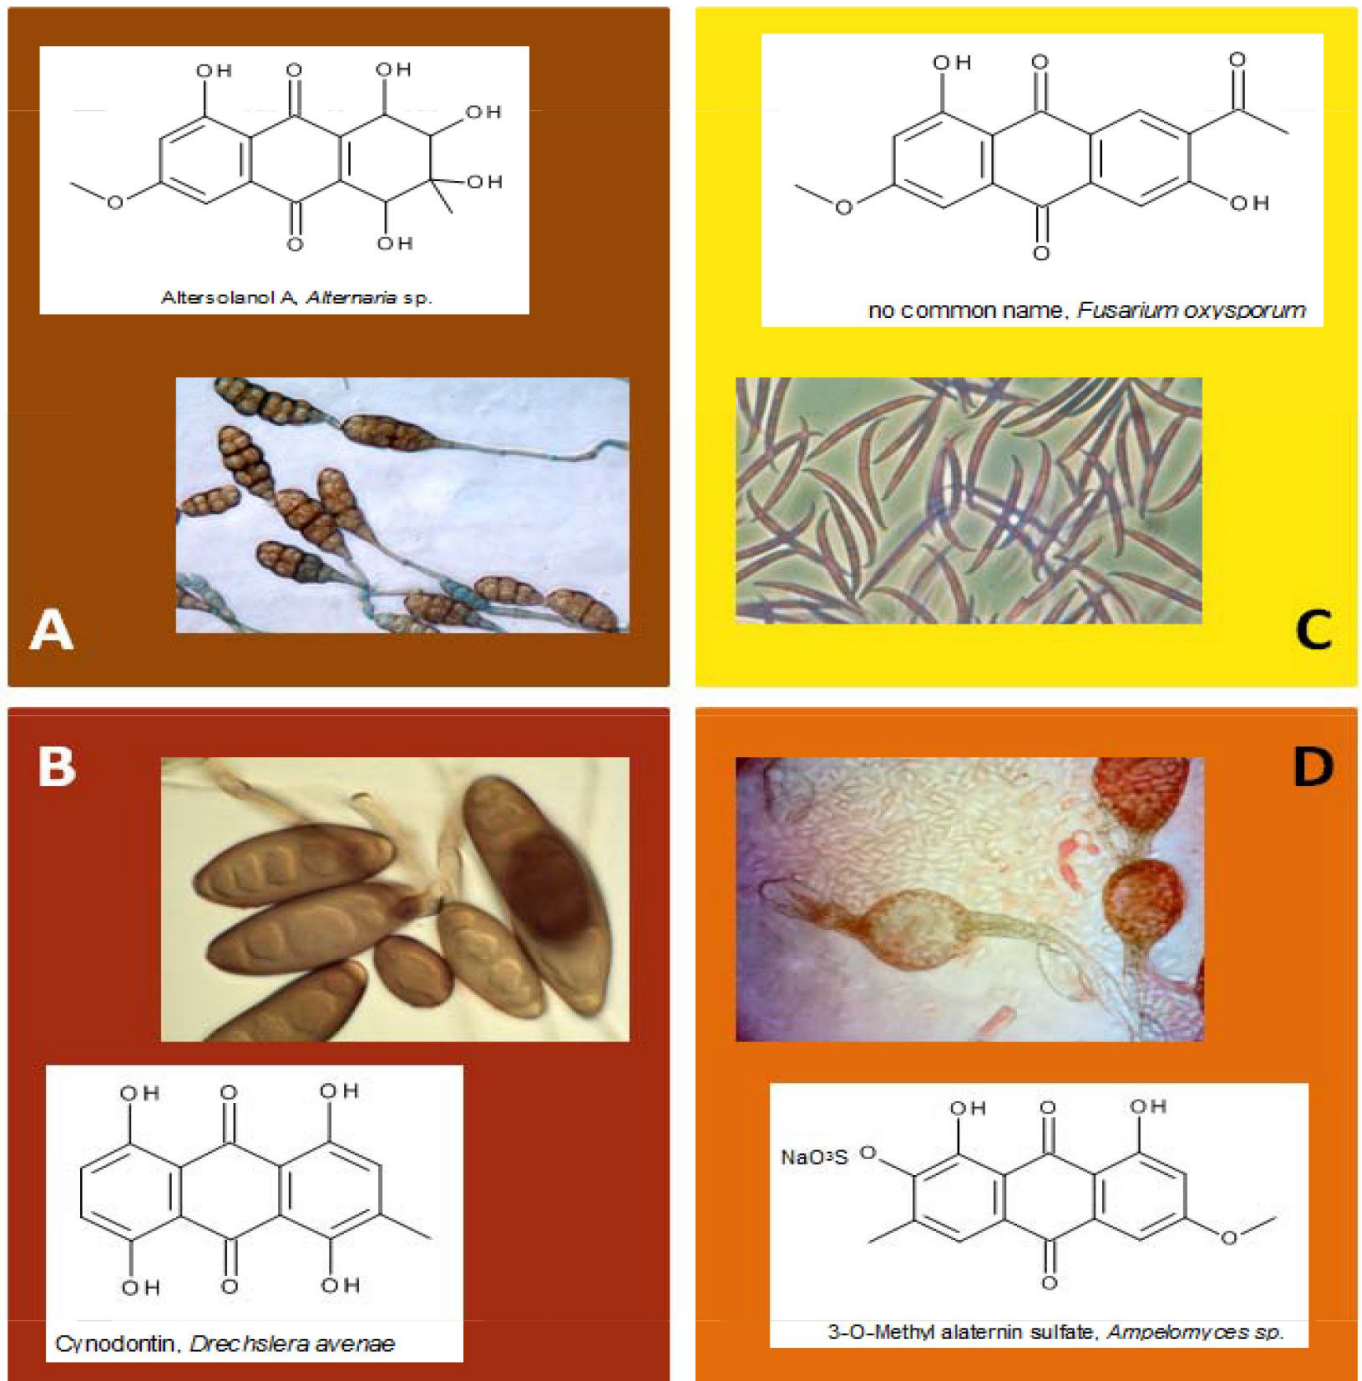 OH O OH
OH
OH
O
O OH
Altersolanol A, Alternaria sp.
A
OH O O
O
OH
O
no common name, Fusarium oxysporum
C
B
OH O OH
OH O OH
Cynodontin, Drechslera avenae
D
OH O OH
NaO3S O
O
O
3-O-Methyl alaternin sulfate, Ampelomyces sp.